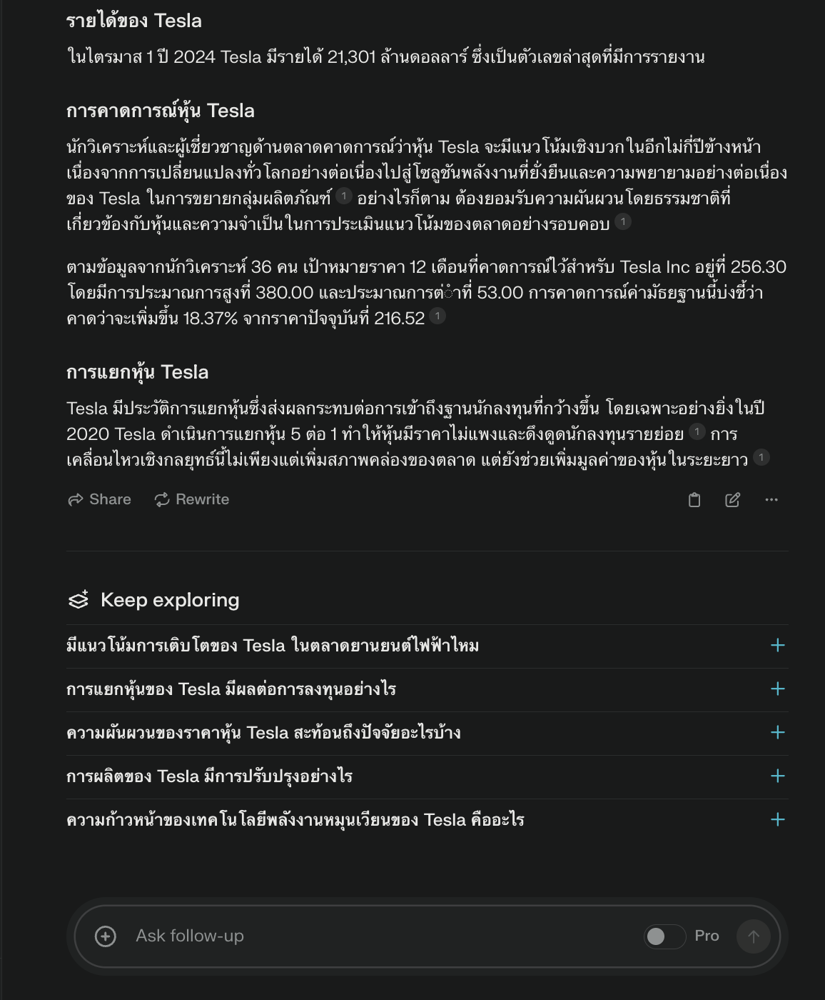 รายได้ของ Tesla
ในไตรมาส 1 ปี 2024 Tesla มีรายได้ 21,301 ล้านดอลลาร์ ซึ่งเป็นตัวเลขล่าสุดที่มีการรายงาน
การคาดการณ์หุ้น Tesla
นักวิเคราะห์และผู้เชี่ยวชาญด้านตลาดคาดการณ์ว่าหุ้น Tesla จะมีแนวโน้มเชิงบวกในอีกไม่กี่ปีข้างหน้า
เนื่องจากการเปลี่ยนแปลงทั่วโลกอย่างต่อเนื่องไปสู่โซลูชันพลังงานที่ยั่งยืนและความพยายามอย่างต่อเนื่อง
ของ Tesla ในการขยายกลุ่มผลิตภัณฑ์ 1 อย่างไรก็ตาม ต้องยอมรับความผันผวนโดยธรรมชาติที่
เกี่ยวข้องกับหุ้นและความจำเป็นในการประเมินแนวโน้มของตลาดอย่างรอบคอบ 1
ตามข้อมูลจากนักวิเคราะห์ 36 คน เป้าหมายราคา 12 เดือนที่คาดการณ์ไว้สำหรับ Tesla Inc อยู่ที่ 256.30
โดยมีการประมาณการสูงที่ 380.00 และประมาณการต่ํำที่ 53.00 การคาดการณ์ค่ามัธยฐานนี้บ่งชี้ว่า
คาดว่าจะเพิ่มขึ้น 18.37% จากราคาปัจจุบันที่ 216.52 1
การแยกหุ้น Tesla
Tesla มีประวัติการแยกหุ้นซึ่งส่งผลกระทบต่อการเข้าถึงฐานนักลงทุนที่กว้างขึ้น โดยเฉพาะอย่างยิ่งในปี
2020 Tesla ดำเนินการแยกหุ้น 5 ต่อ 1 ทำให้หุ้นมีราคาไม่แพงและดึงดูดนักลงทุนรายย่อย 1 การ
เคลื่อนไหวเชิงกลยุทธ์นี้ไม่เพียงแต่เพิ่มสภาพคล่องของตลาด แต่ยังช่วยเพิ่มมูลค่าของหุ้นในระยะยาว 1
Share Rewrite
Keep exploring
มีแนวโน้มการเติบโตของ Tesla ในตลาดยานยนต์ไฟฟ้าไหม
การแยกหุ้นของ Tesla มีผลต่อการลงทุนอย่างไร
ความผันผวนของราคาหุ้น Tesla สะท้อนถึงปัจจัยอะไรบ้าง
การผลิตของ Tesla มีการปรับปรุงอย่างไร
ความก้าวหน้าของเทคโนโลยีพลังงานหมุนเวียนของ Tesla คืออะไร
Ask follow-up Pro